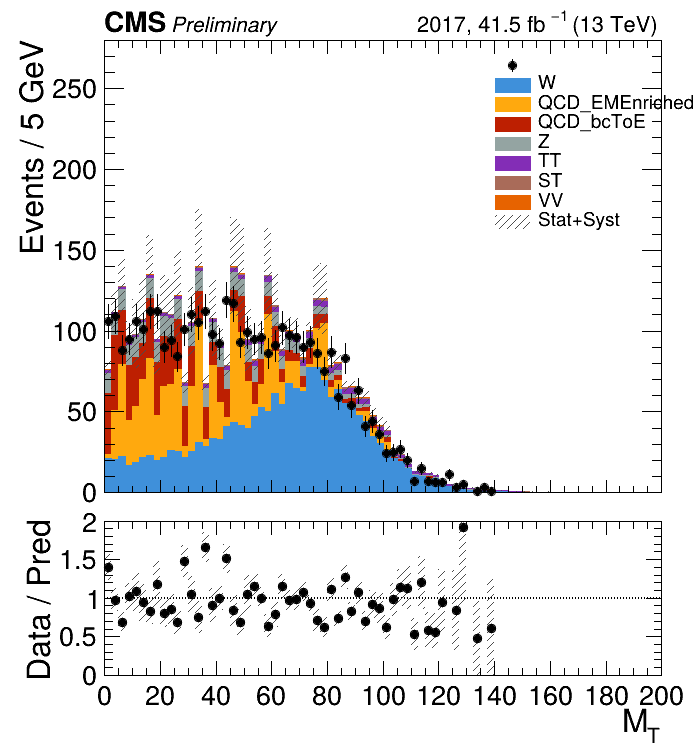 CMS Preliminary 2017, 41.5 fb⁻¹ (13 TeV)
Events / 5 GeV
250
200
150
100
50
0
W
QCD_EMEnriched
QCD_bcToE
Z
TT
ST
VV
Stat+Syst
Data / Pred
2
1.5
1
0.5
0
0 20 40 60 80 100 120 140 160 180 200
M_T